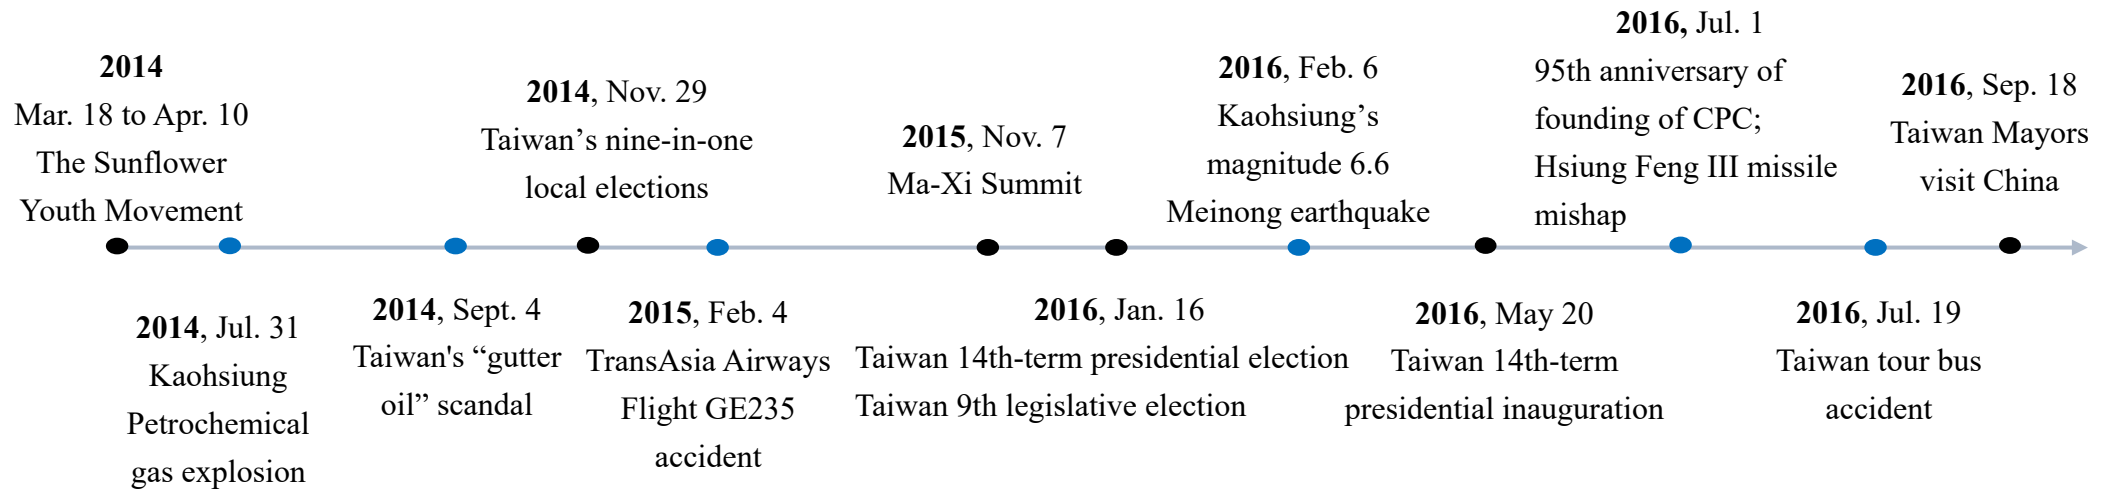 2014
Mar. 18 to Apr. 10
The Sunflower
Youth Movement
2014, Jul. 31
Kaohsiung
Petrochemical
gas explosion
2014, Sept. 4
Taiwan's “gutter
oil” scandal
2014, Nov. 29
Taiwan’s nine-in-one
local elections
2015, Feb. 4
TransAsia Airways
Flight GE235
accident
2015, Nov. 7
Ma-Xi Summit
2016, Jan. 16
Taiwan 14th-term presidential election
Taiwan 9th legislative election
2016, Feb. 6
Kaohsiung’s
magnitude 6.6
Meinong earthquake
2016, May 20
Taiwan 14th-term
presidential inauguration
2016, Jul. 1
95th anniversary of
founding of CPC;
Hsiung Feng III missile
mishap
2016, Jul. 19
Taiwan tour bus
accident
2016, Sep. 18
Taiwan Mayors
visit China